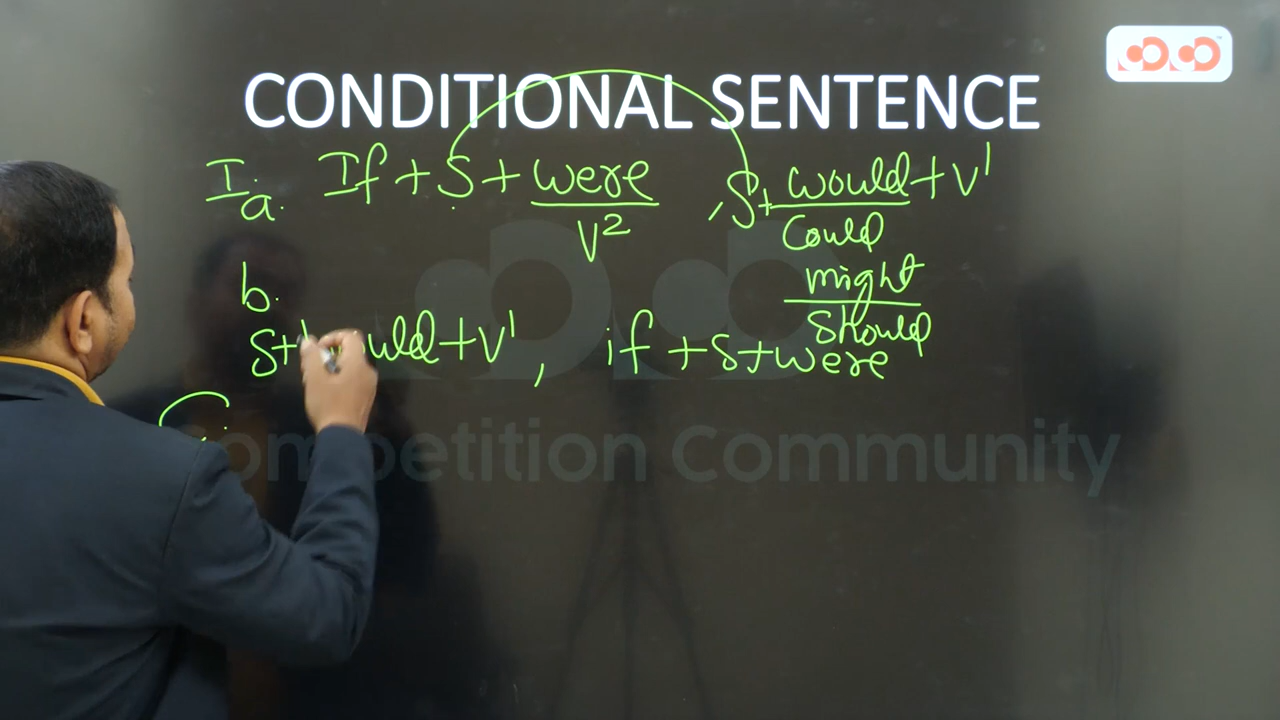 CONDITIONAL SENTENCE
I.a. If + S + were , S + would + V¹
V² Could
might
b. Should
S + would + V¹ , if + S + were
C.
Competition Community